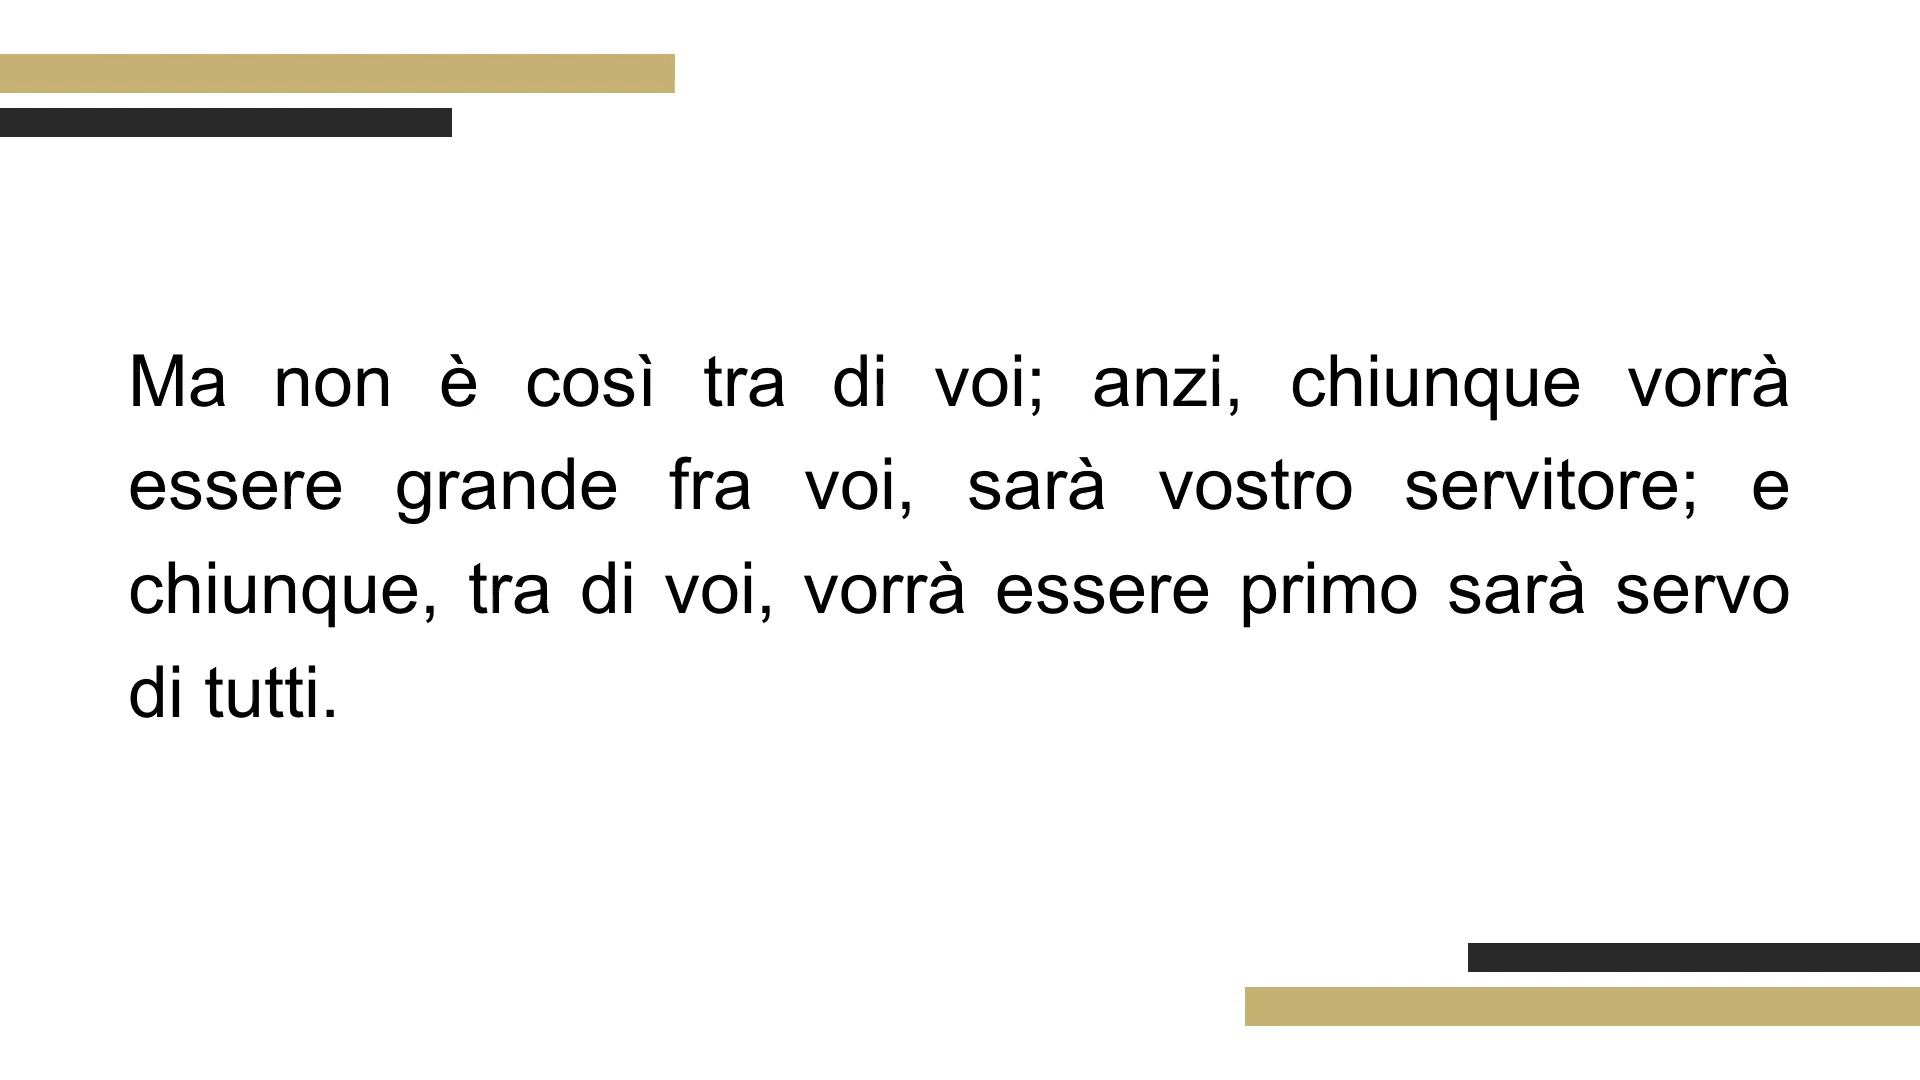 Ma non è così tra di voi; anzi, chiunque vorrà
essere grande fra voi, sarà vostro servitore; e
chiunque, tra di voi, vorrà essere primo sarà servo
di tutti.